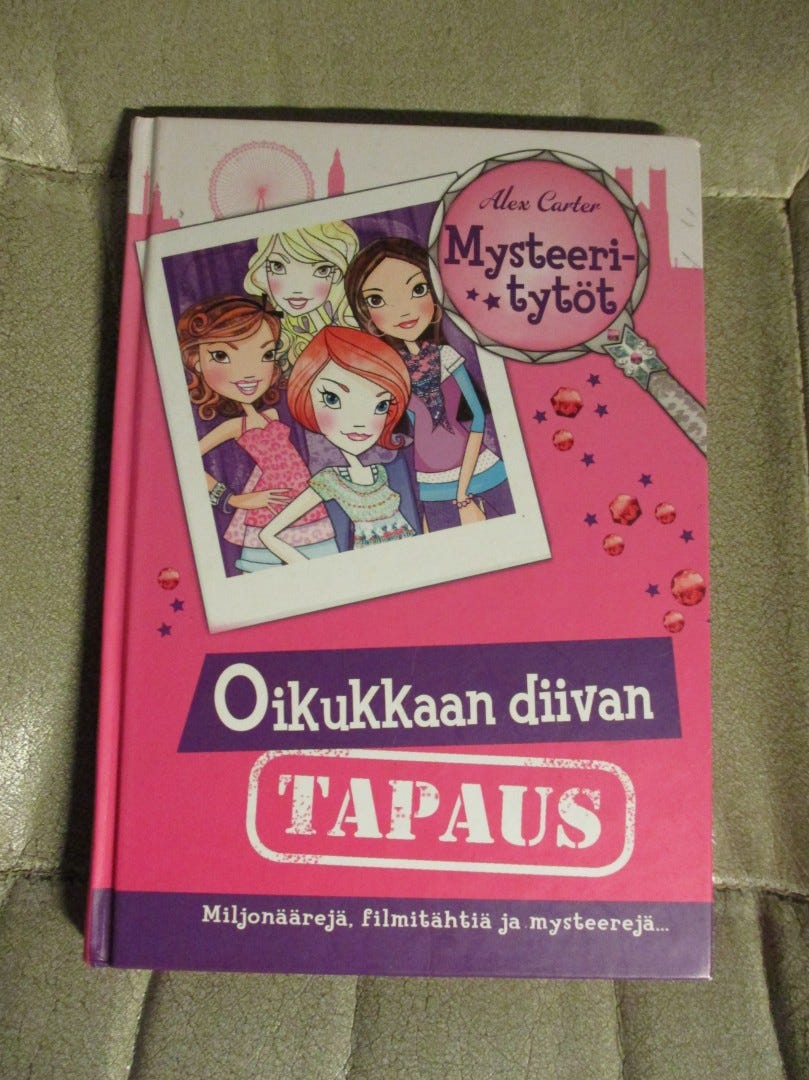 Alex Carter
Mysteeri-
tytöt
Oikukkaan diivan
TAPAUS
Miljonäärejä, filmitähtiä ja mysteerejä...